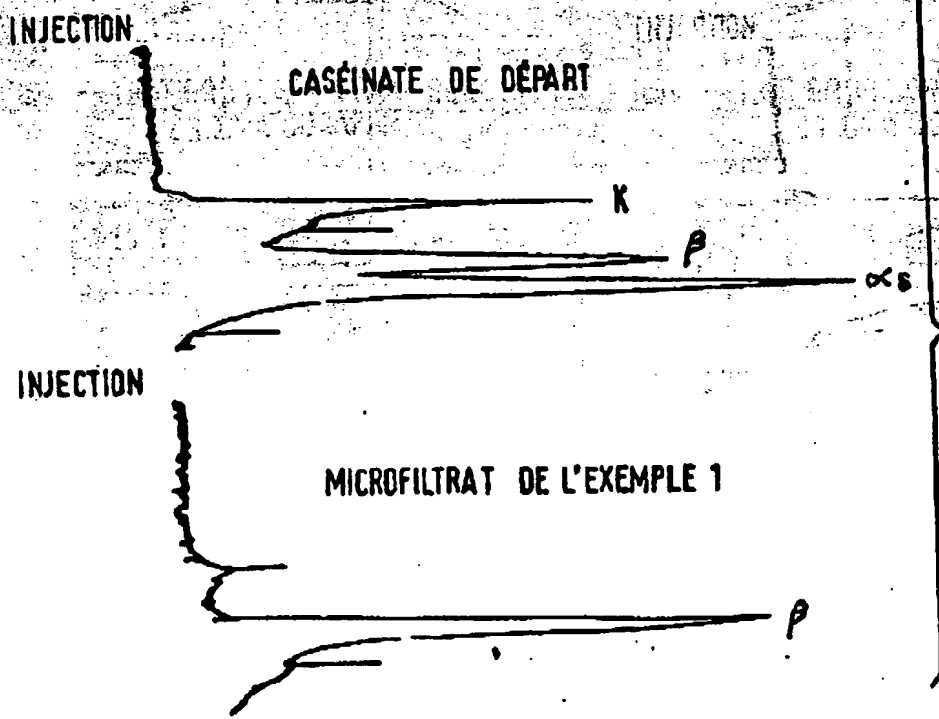 INJECTION
CASÉINATE DE DÉPART
K
β
αs
INJECTION
MICROFILTRAT DE L'EXEMPLE 1
β